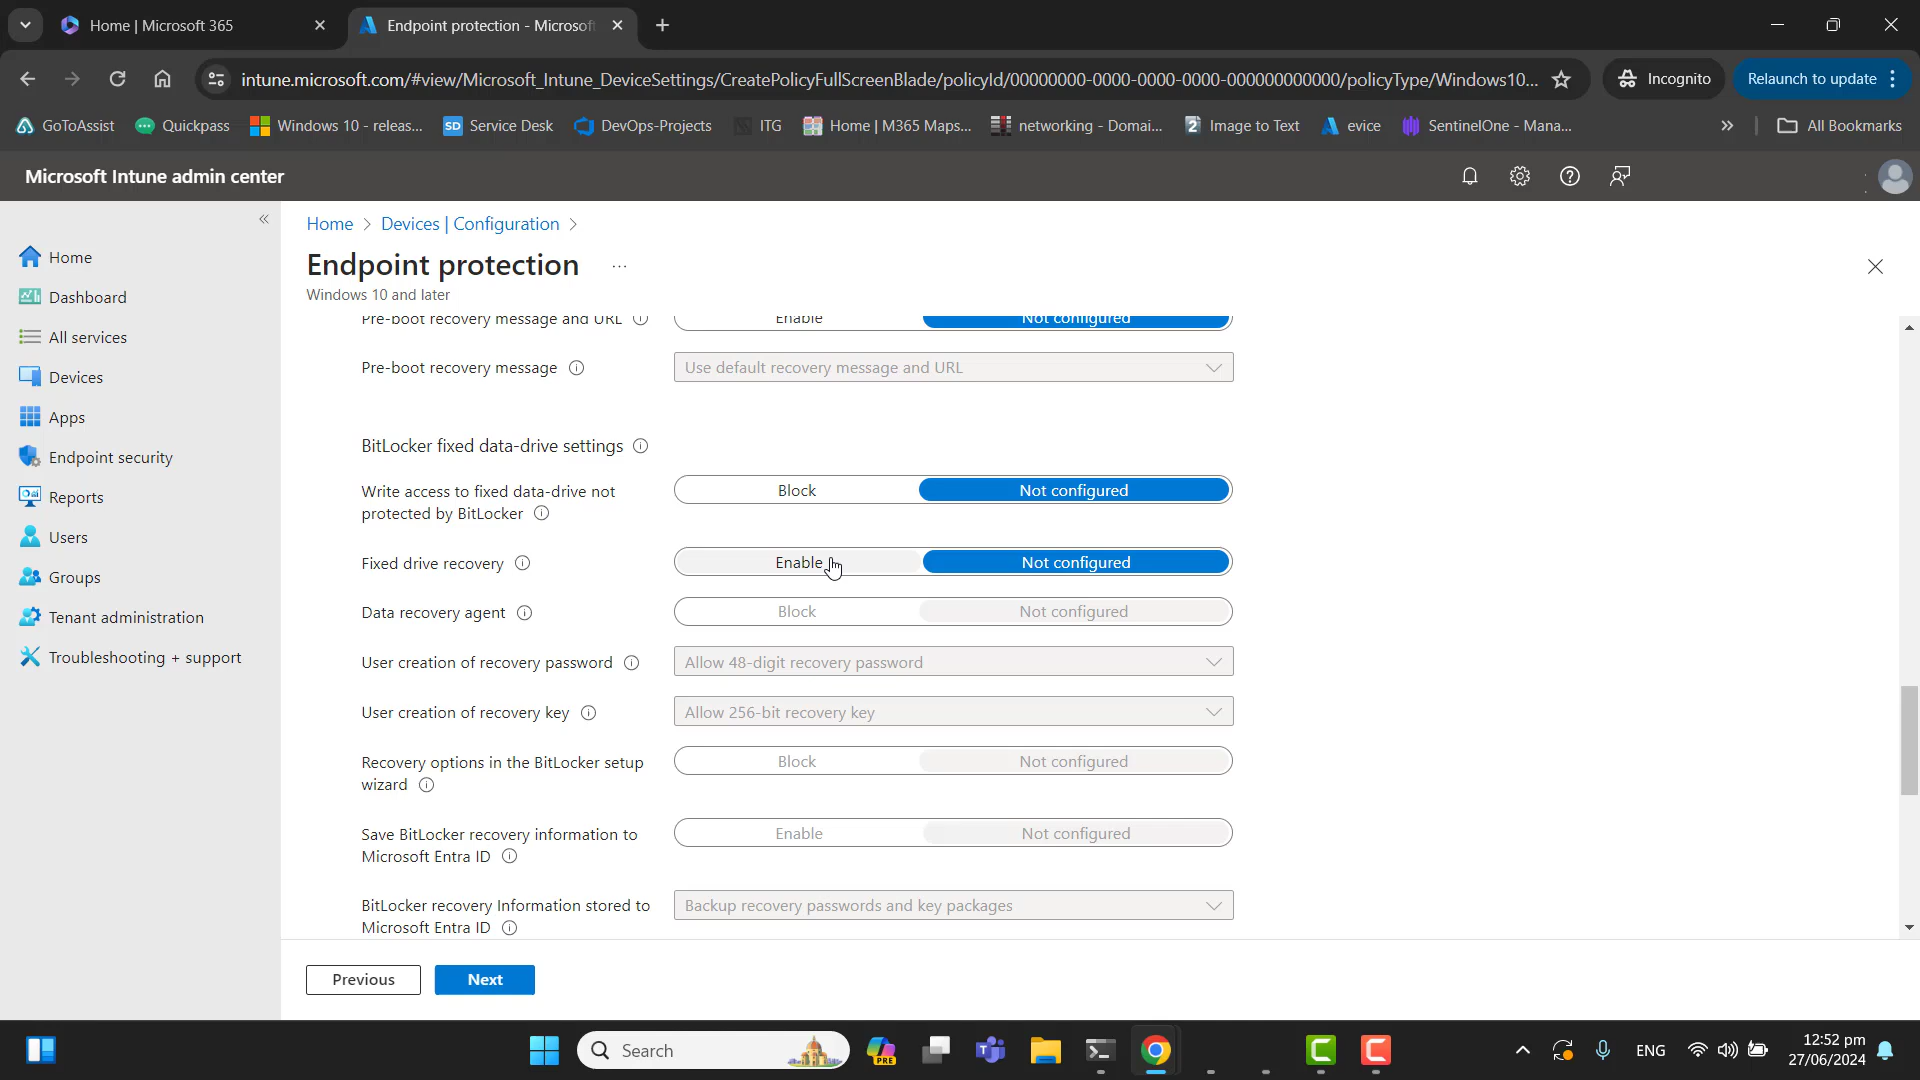 Home | Microsoft 365
Endpoint protection - Microsof
intune.microsoft.com/#view/Microsoft_Intune_DeviceSettings/CreatePolicyFullScreenBlade/policyId/00000000-0000-0000-0000-000000000000/policyType/Windows10...
Incognito
Relaunch to update
GoToAssist
Quickpass
Windows 10 - releas...
SD Service Desk
DevOps-Projects
ITG
Home | M365 Maps...
networking - Domai...
Image to Text
evice
SentinelOne - Mana...
All Bookmarks
Microsoft Intune admin center
Home
Dashboard
All services
Devices
Apps
Endpoint security
Reports
Users
Groups
Tenant administration
Troubleshooting + support
Home > Devices | Configuration >
Endpoint protection ...
Windows 10 and later
Pre-boot recovery message and URL Enable Not configured
Pre-boot recovery message Use default recovery message and URL
BitLocker fixed data-drive settings
Write access to fixed data-drive not Block Not configured
protected by BitLocker
Fixed drive recovery Enable Not configured
Data recovery agent Block Not configured
User creation of recovery password Allow 48-digit recovery password
User creation of recovery key Allow 256-bit recovery key
Recovery options in the BitLocker setup Block Not configured
wizard
Save BitLocker recovery information to Enable Not configured
Microsoft Entra ID
BitLocker recovery Information stored to Backup recovery passwords and key packages
Microsoft Entra ID
Previous
Next
Search
PRE
ENG
12:52 pm
27/06/2024